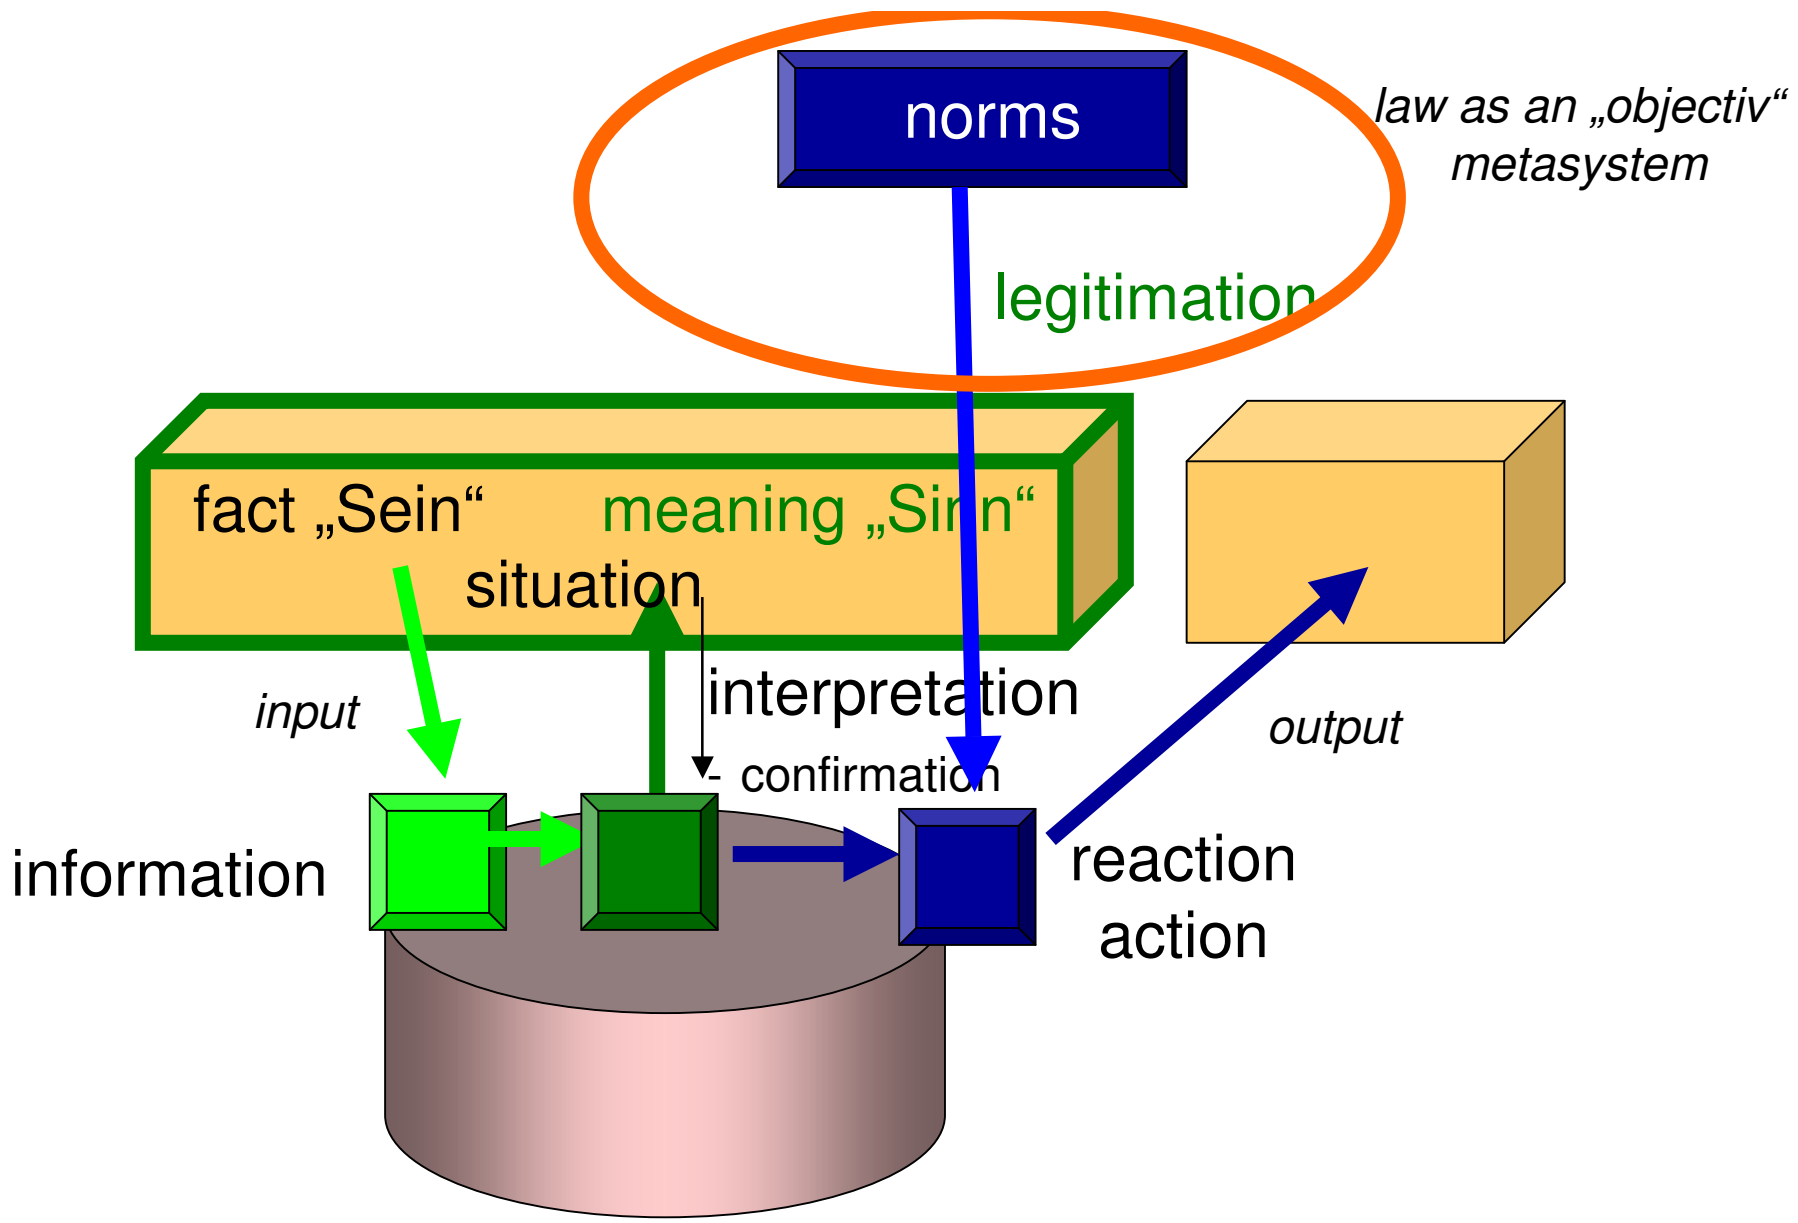 norms
law as an „objectiv“
metasystem
legitimation
fact „Sein“ meaning „Sinn“
situation
input
interpretation
output
- confirmation
information
reaction
action